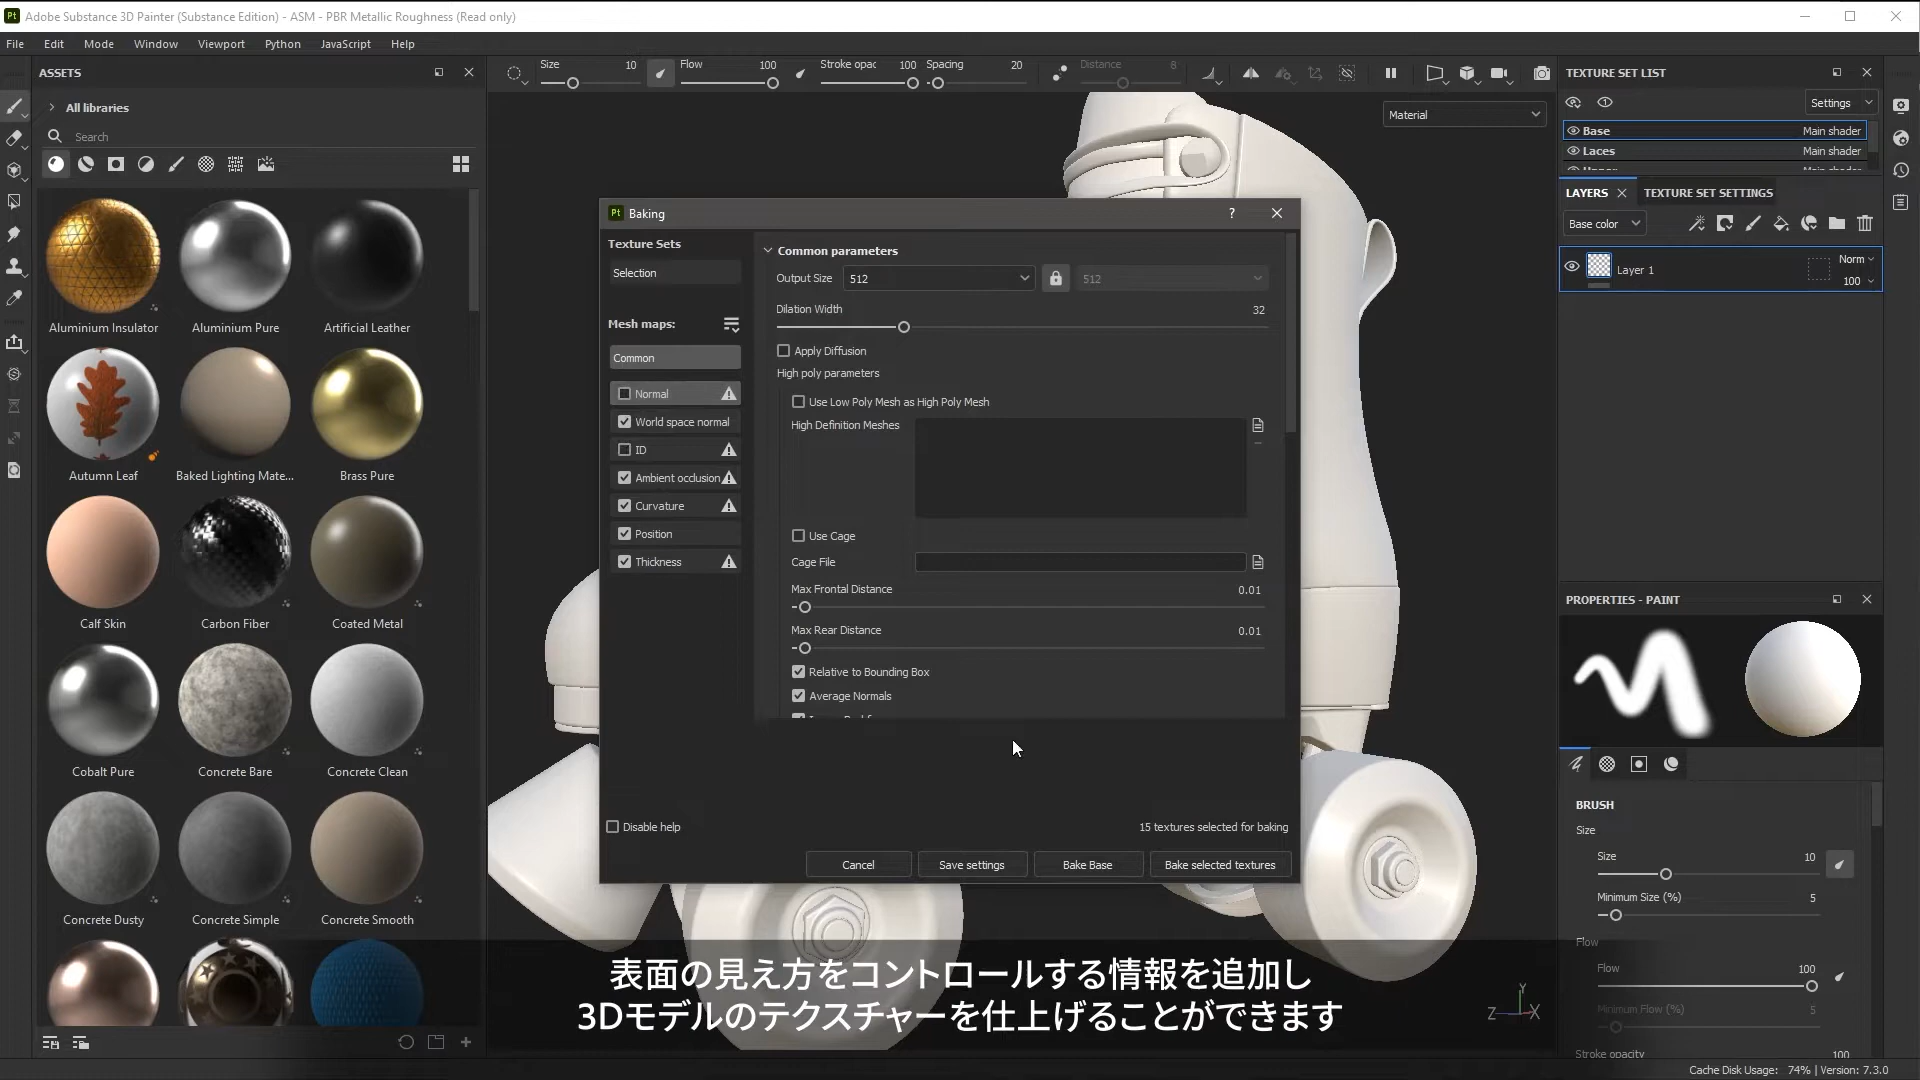 Adobe Substance 3D Painter (Substance Edition) - ASM - PBR Metallic Roughness (Read only)
File Edit Mode Window Viewport Python JavaScript Help
ASSETS
All libraries
Search
Aluminium Insulator Aluminium Pure Artificial Leather
Autumn Leaf Baked Lighting Mate... Brass Pure
Calf Skin Carbon Fiber Coated Metal
Cobalt Pure Concrete Bare Concrete Clean
Concrete Dusty Concrete Simple Concrete Smooth
Size 10 Flow 100 Stroke opac 100 Spacing 20 Distance 8
Material
Pt Baking ?
Texture Sets
Selection
Mesh maps:
Common
Normal
World space normal
ID
Ambient occlusion
Curvature
Position
Thickness
Common parameters
Output Size 512 512
Dilation Width 32
Apply Diffusion
High poly parameters
Use Low Poly Mesh as High Poly Mesh
High Definition Meshes
Use Cage
Cage File
Max Frontal Distance 0.01
Max Rear Distance 0.01
Relative to Bounding Box
Average Normals
Disable help 15 textures selected for baking
Cancel Save settings Bake Base Bake selected textures
TEXTURE SET LIST
Settings
Base Main shader
Laces Main shader
LAYERS TEXTURE SET SETTINGS
Base color
Layer 1 Norm
100
PROPERTIES - PAINT
BRUSH
Size
Size 10
Minimum Size (%) 5
Flow
Flow 100
Minimum Flow (%) 5
Stroke opacity 100
Y
Z X
表面の見え方をコントロールする情報を追加し
3Dモデルのテクスチャーを仕上げることができます
Cache Disk Usage: 74% | Version: 7.3.0